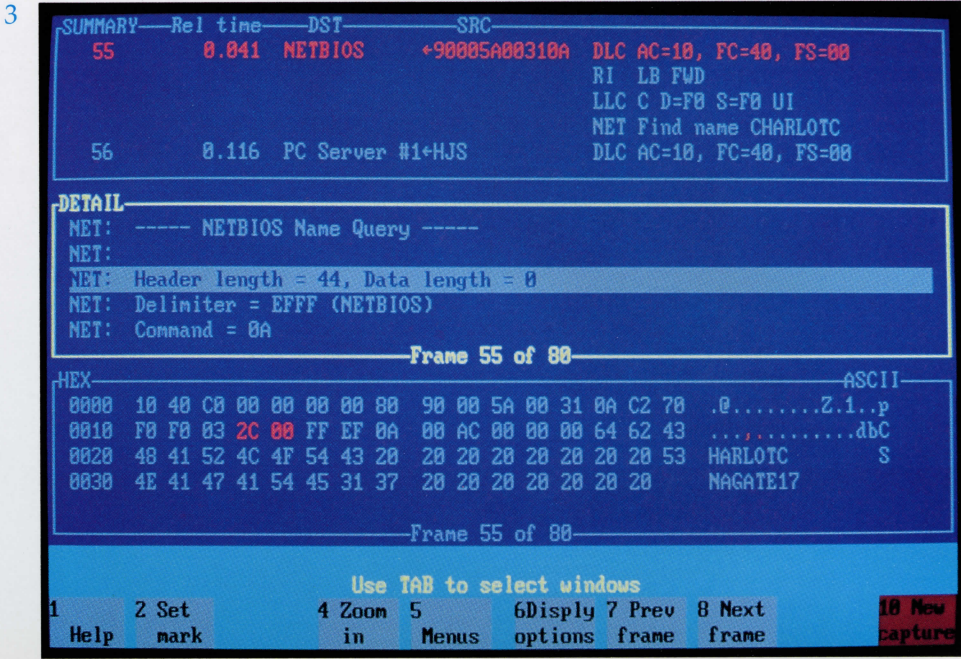 3
SUMMARY Rel time DST SRC
55 0.041 NETBIOS ←90005A00310A DLC AC=10, FC=40, FS=00
RI LB FWD
LLC C D=F0 S=F0 UI
NET Find name CHARLOTC
56 0.116 PC Server #1←HJS DLC AC=10, FC=40, FS=00
DETAIL
NET: ----- NETBIOS Name Query -----
NET:
NET: Header length = 44, Data length = 0
NET: Delimiter = EFFF (NETBIOS)
NET: Command = 0A
Frame 55 of 80
HEX ASCII
0000 10 40 C0 00 00 00 00 80 90 00 5A 00 31 0A C2 70 .@........Z.1..p
0010 F0 F0 03 2C 00 FF EF 0A 00 AC 00 00 00 64 62 43 ...,.........dbC
0020 48 41 52 4C 4F 54 43 20 20 20 20 20 20 20 20 53 HARLOTC S
0030 4E 41 47 41 54 45 31 37 20 20 20 20 20 20 NAGATE17
Frame 55 of 80
Use TAB to select windows
1 Help
2 Set mark
4 Zoom in
5 Menus
6Disply options
7 Prev frame
8 Next frame
10 New capture